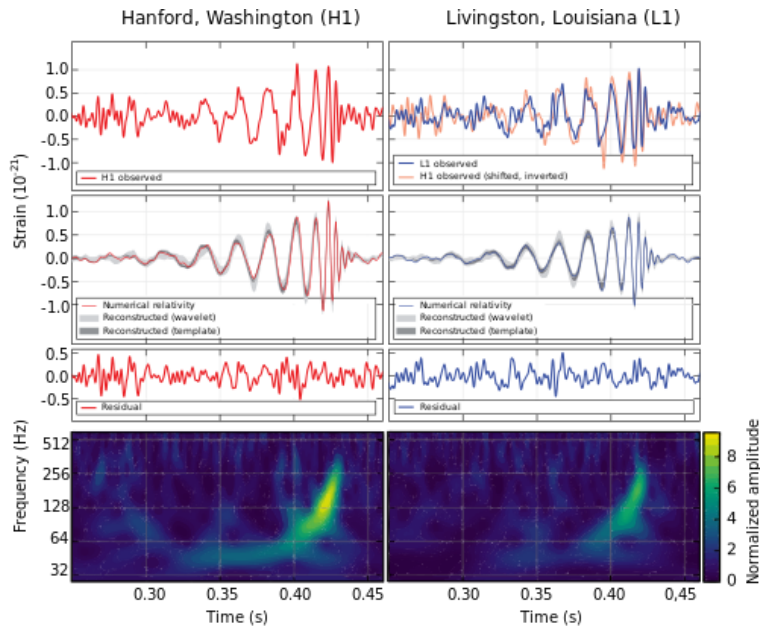 Hanford, Washington (H1)
Livingston, Louisiana (L1)
Strain (10⁻²¹)
1.0
0.5
0.0
-0.5
-1.0
H1 observed
L1 observed
H1 observed (shifted, inverted)
1.0
0.5
0.0
-0.5
-1.0
Numerical relativity
Reconstructed (wavelet)
Reconstructed (template)
Numerical relativity
Reconstructed (wavelet)
Reconstructed (template)
0.5
0.0
-0.5
Residual
Residual
Frequency (Hz)
512
256
128
64
32
Normalized amplitude
8
6
4
2
0
0.30
0.35
0.40
0.45
0.30
0.35
0,40
0.45
Time (s)
Time (s)